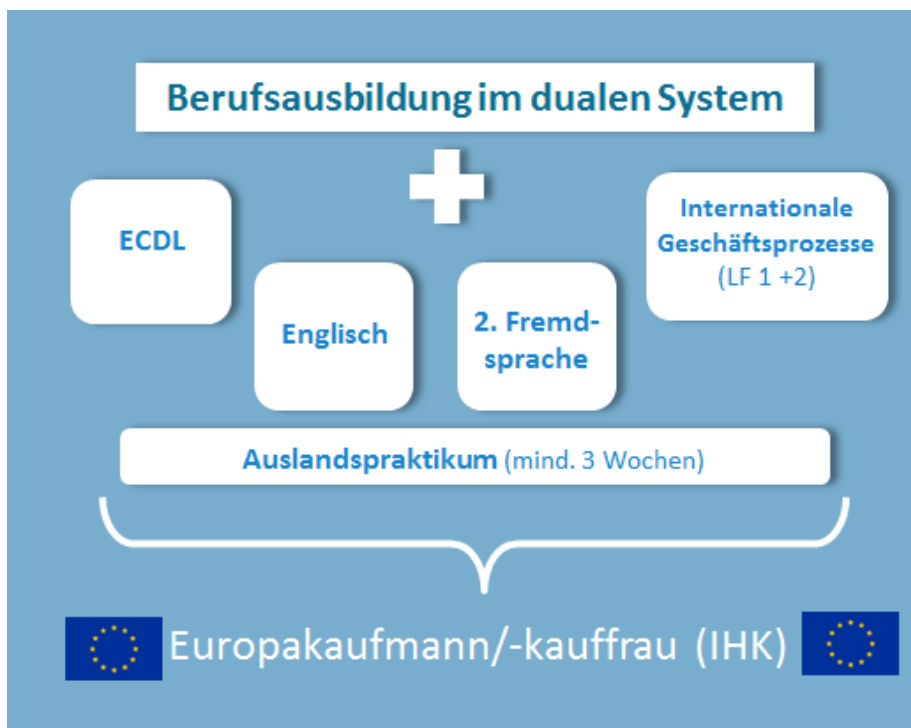 Berufsausbildung im dualen System
ECDL
Englisch
2. Fremd-
sprache
Internationale
Geschäftsprozesse
(LF 1 +2)
Auslandspraktikum (mind. 3 Wochen)
Europakaufmann/-kauffrau (IHK)